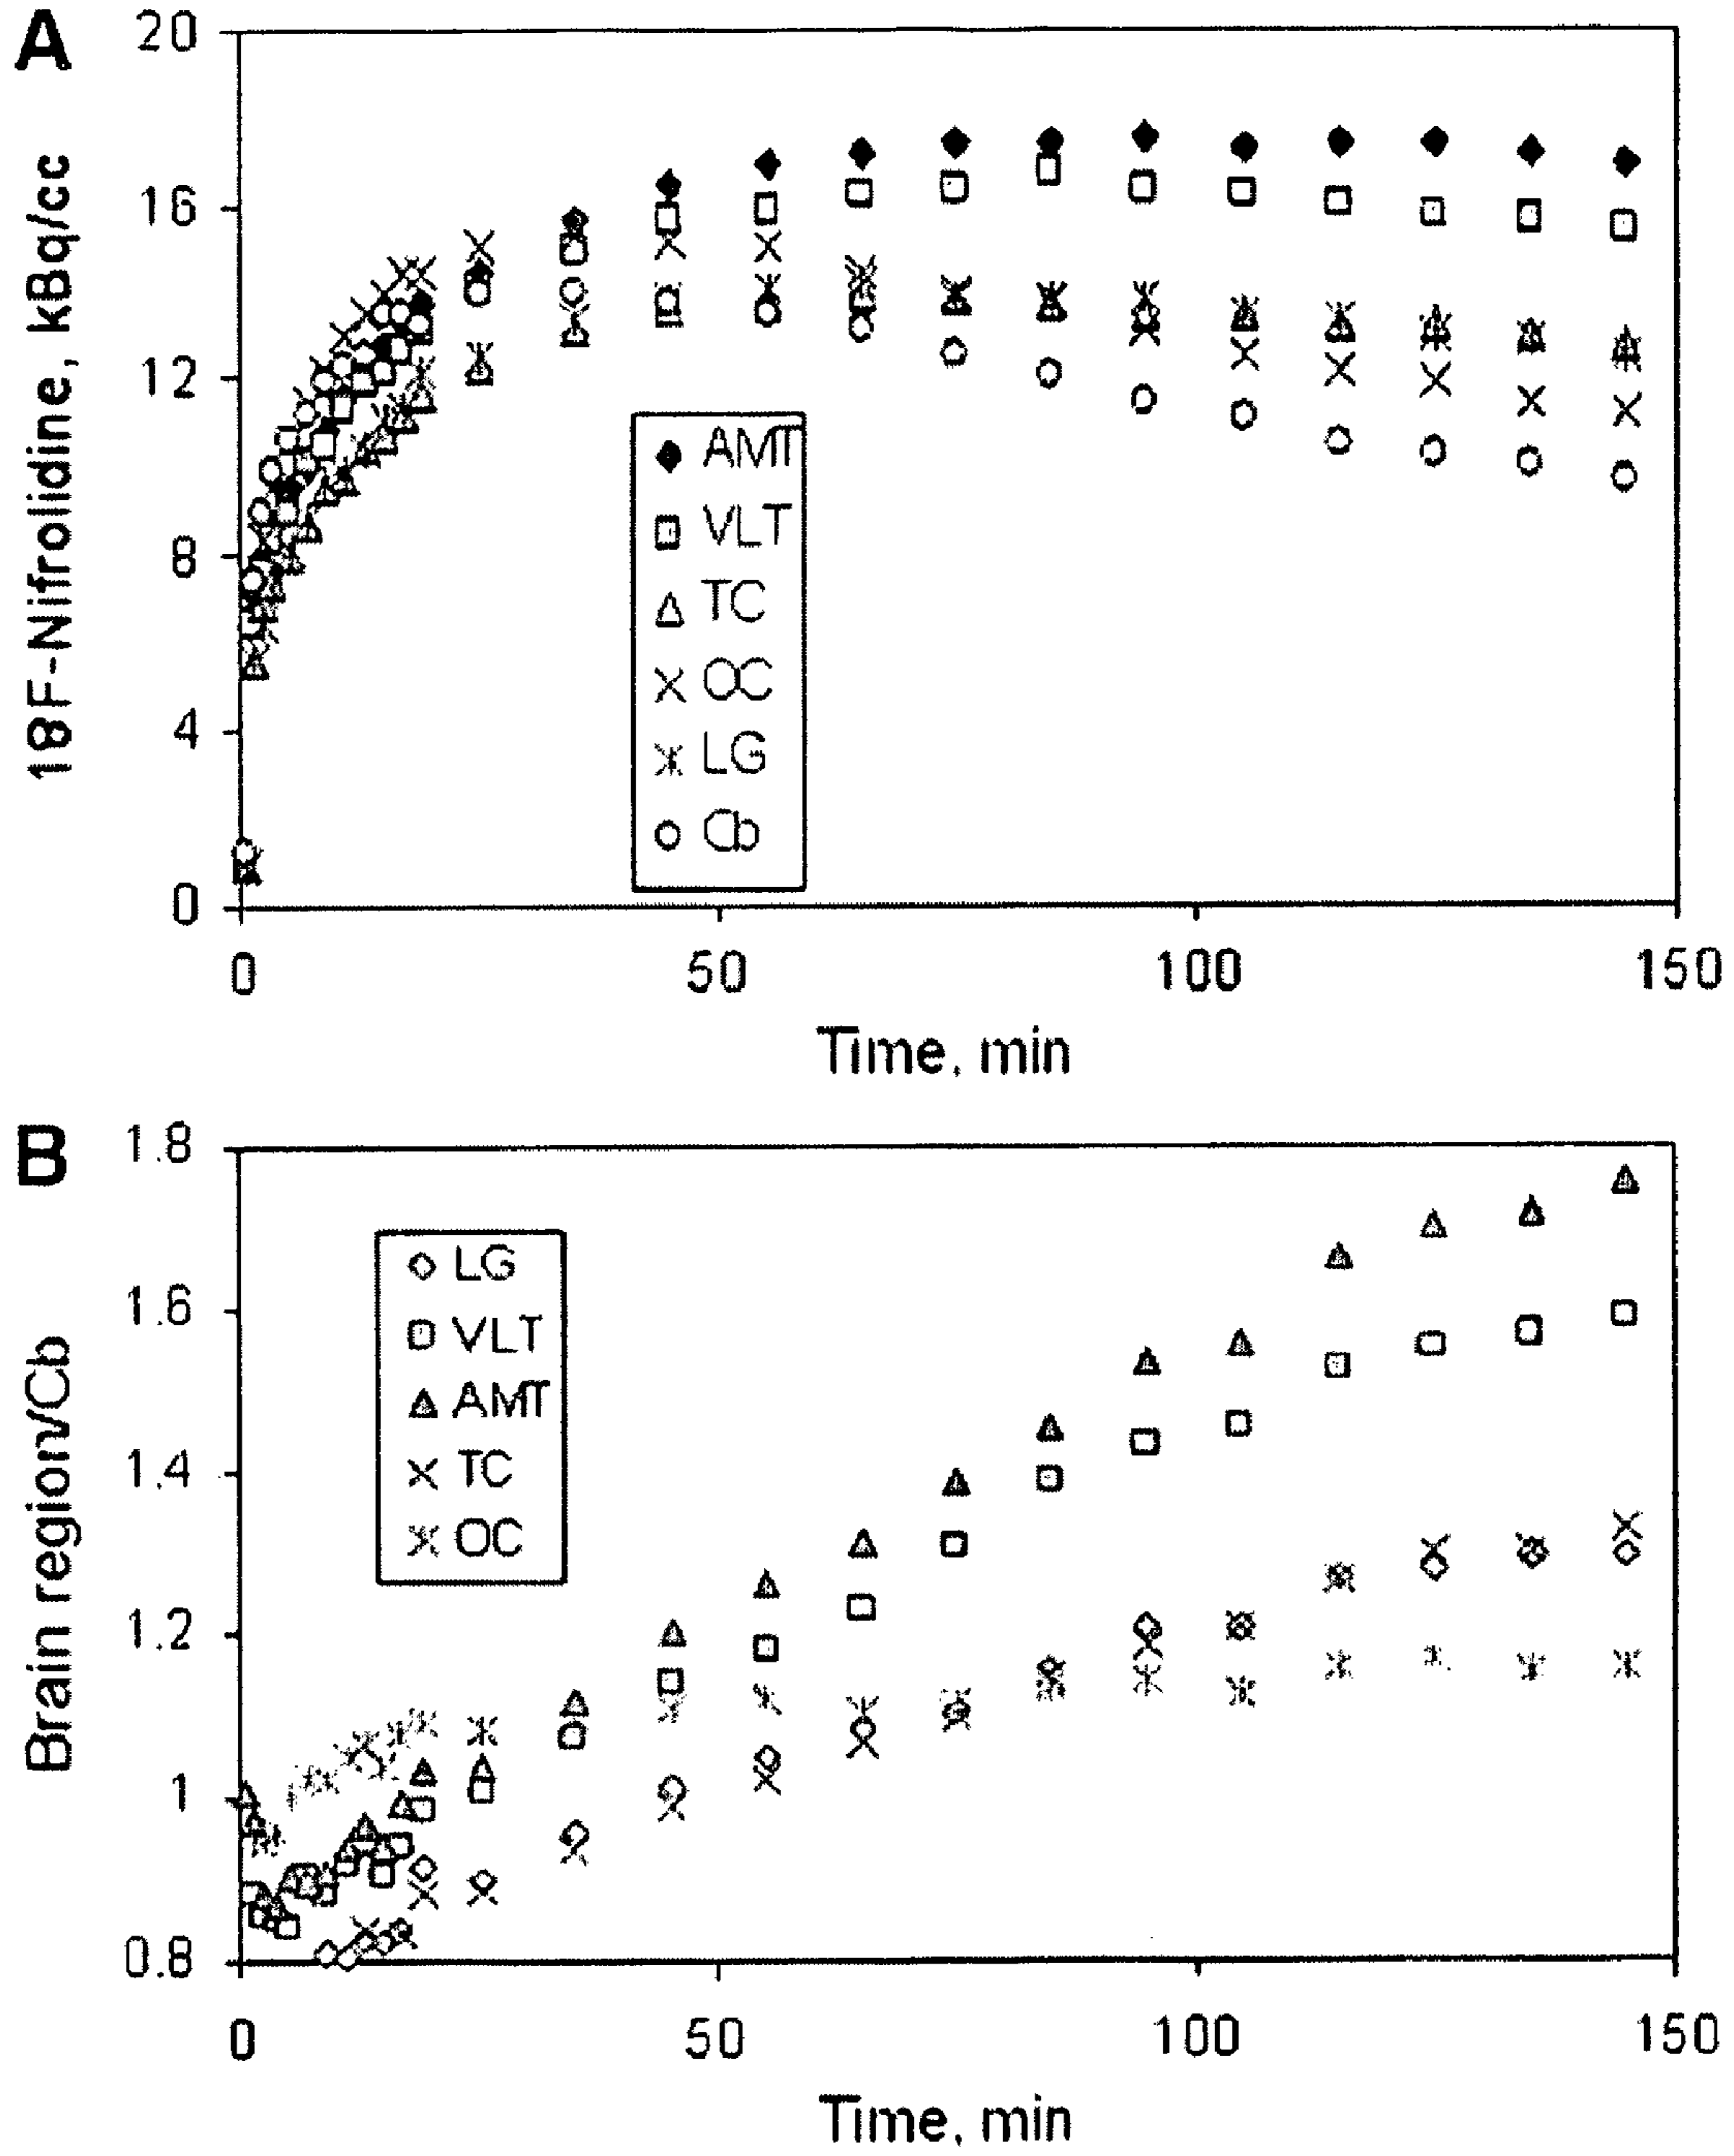 A
20
16
12
8
4
0
18F-Nifrolidine, kBq/cc
AMT
VLT
TC
OC
LG
Cb
0 50 100 150
Time, min
B
1.8
1.6
1.4
1.2
1
0.8
Brain region/Cb
LG
VLT
AMT
TC
OC
0 50 100 150
Time, min